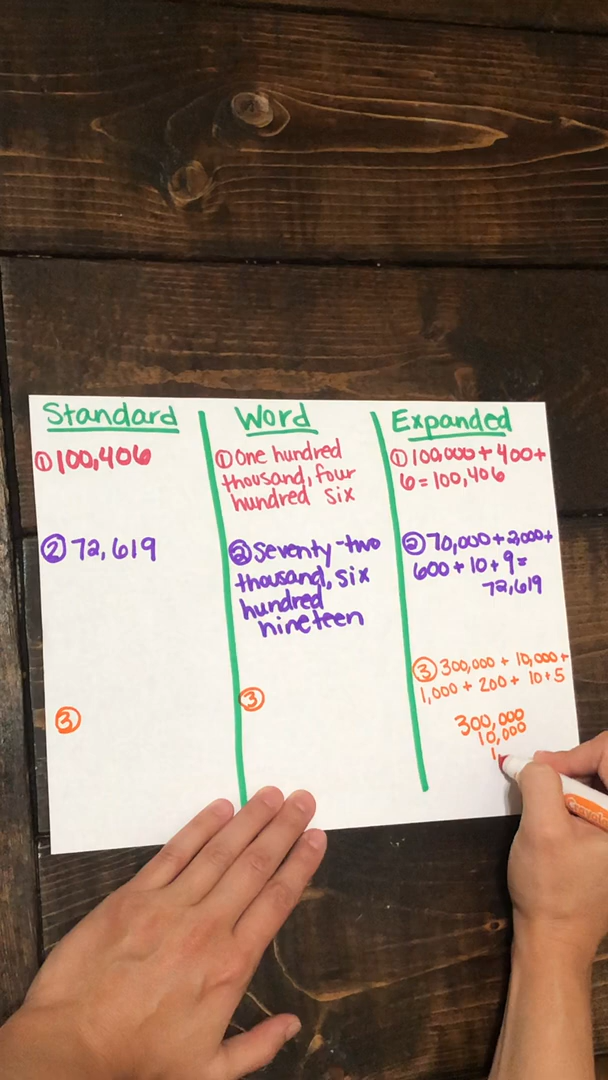 Standard
①100,406
②72,619
③
Word
①One hundred
thousand, four
hundred six
②Seventy-two
thousand, six
hundred
nineteen
③
Expanded
①100,000+400+
6=100,406
②70,000+2,000+
600+10+9=
72,619
③300,000+10,000+
1,000+200+10+5
300,000
10,000
1,